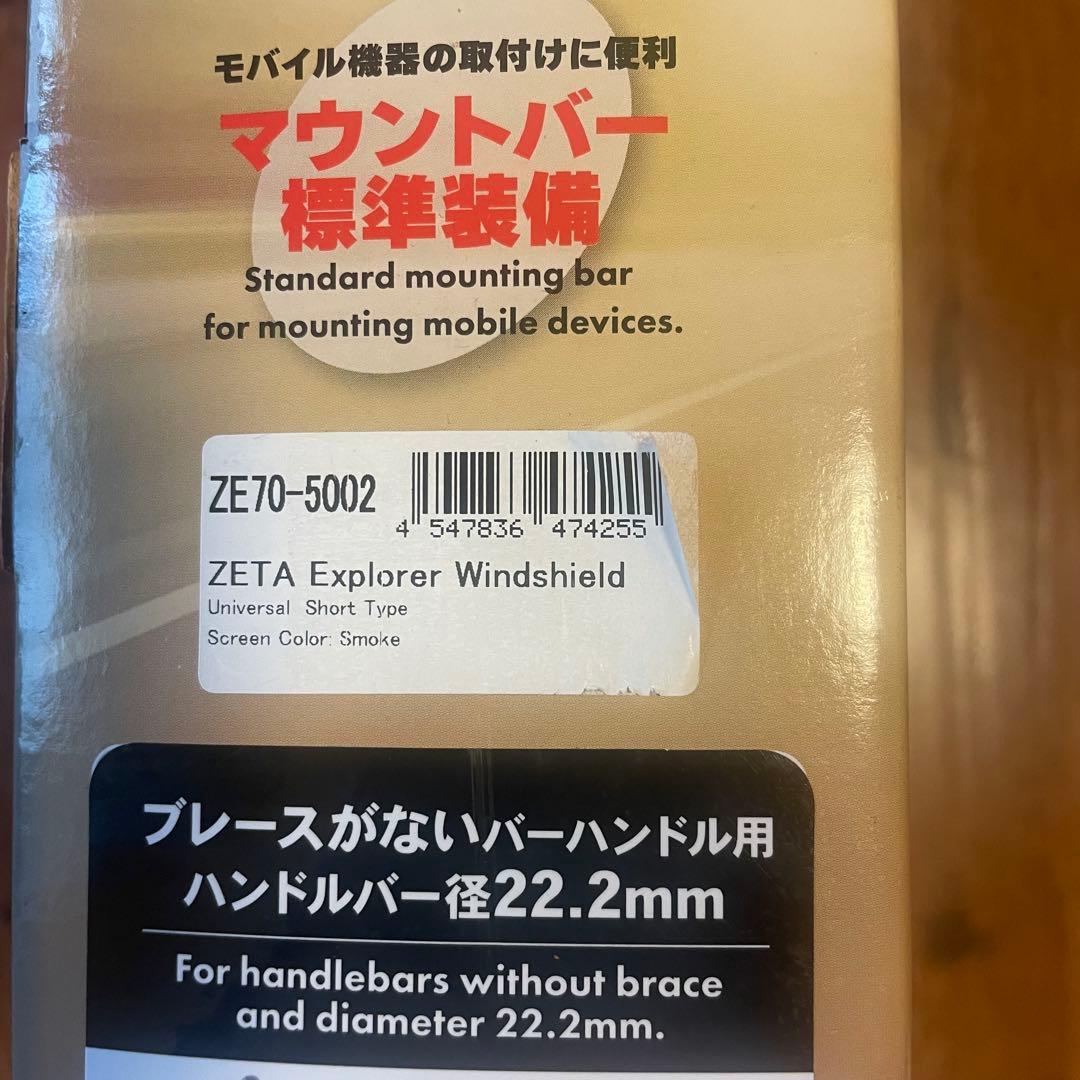 モバイル機器の取付けに便利
マウントバー
標準装備
Standard mounting bar
for mounting mobile devices.
ZE70-5002
4 547836 474255
ZETA Explorer Windshield
Universal Short Type
Screen Color: Smoke
ブレースがないバーハンドル用
ハンドルバー径22.2mm
For handlebars without brace
and diameter 22.2mm.